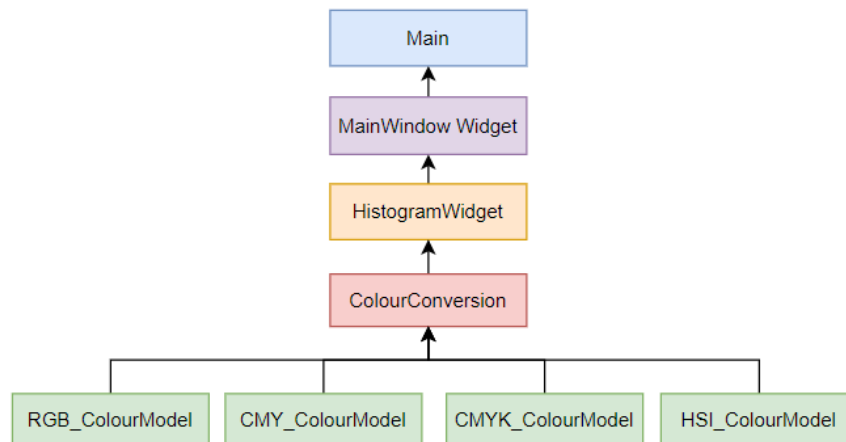 Main
MainWindow Widget
HistogramWidget
ColourConversion
RGB_ColourModel
CMY_ColourModel
CMYK_ColourModel
HSI_ColourModel